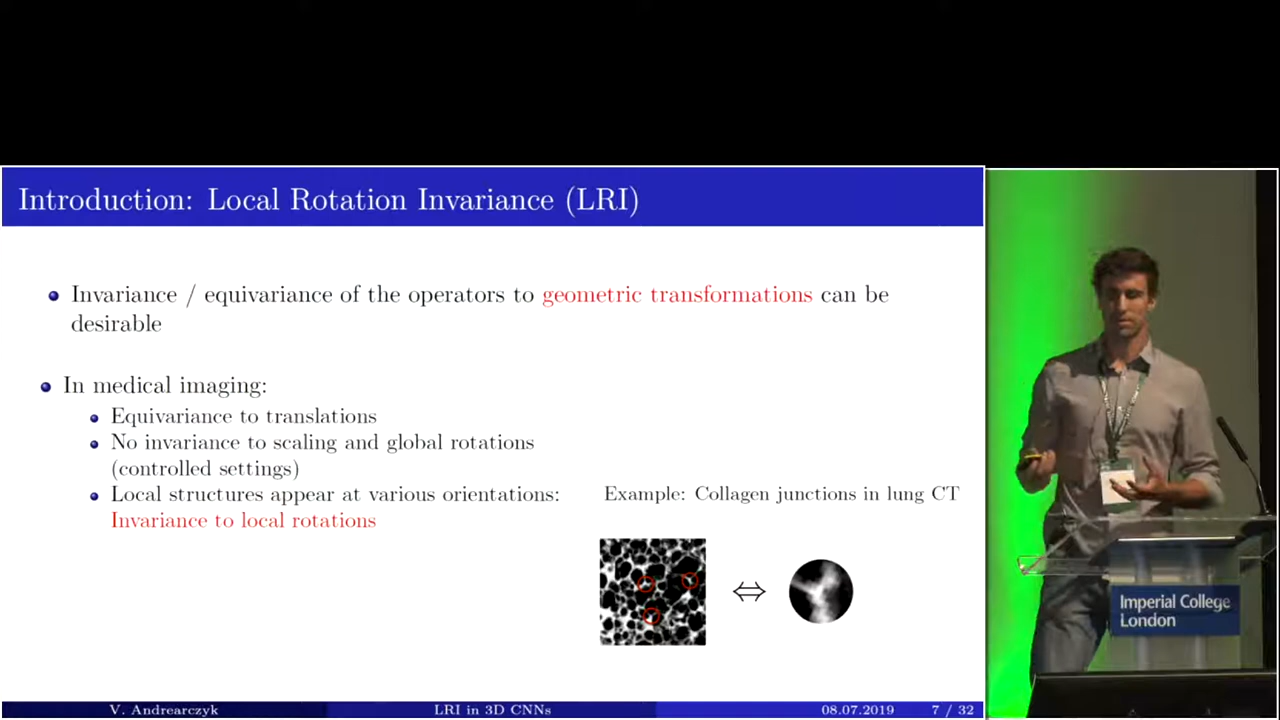 Introduction: Local Rotation Invariance (LRI)
Invariance / equivariance of the operators to geometric transformations can be
desirable
In medical imaging:
Equivariance to translations
No invariance to scaling and global rotations
(controlled settings)
Local structures appear at various orientations:
Invariance to local rotations
Example: Collagen junctions in lung CT
⇔
V. Andrearczyk
LRI in 3D CNNs
08.07.2019
7 / 32
Imperial College
London